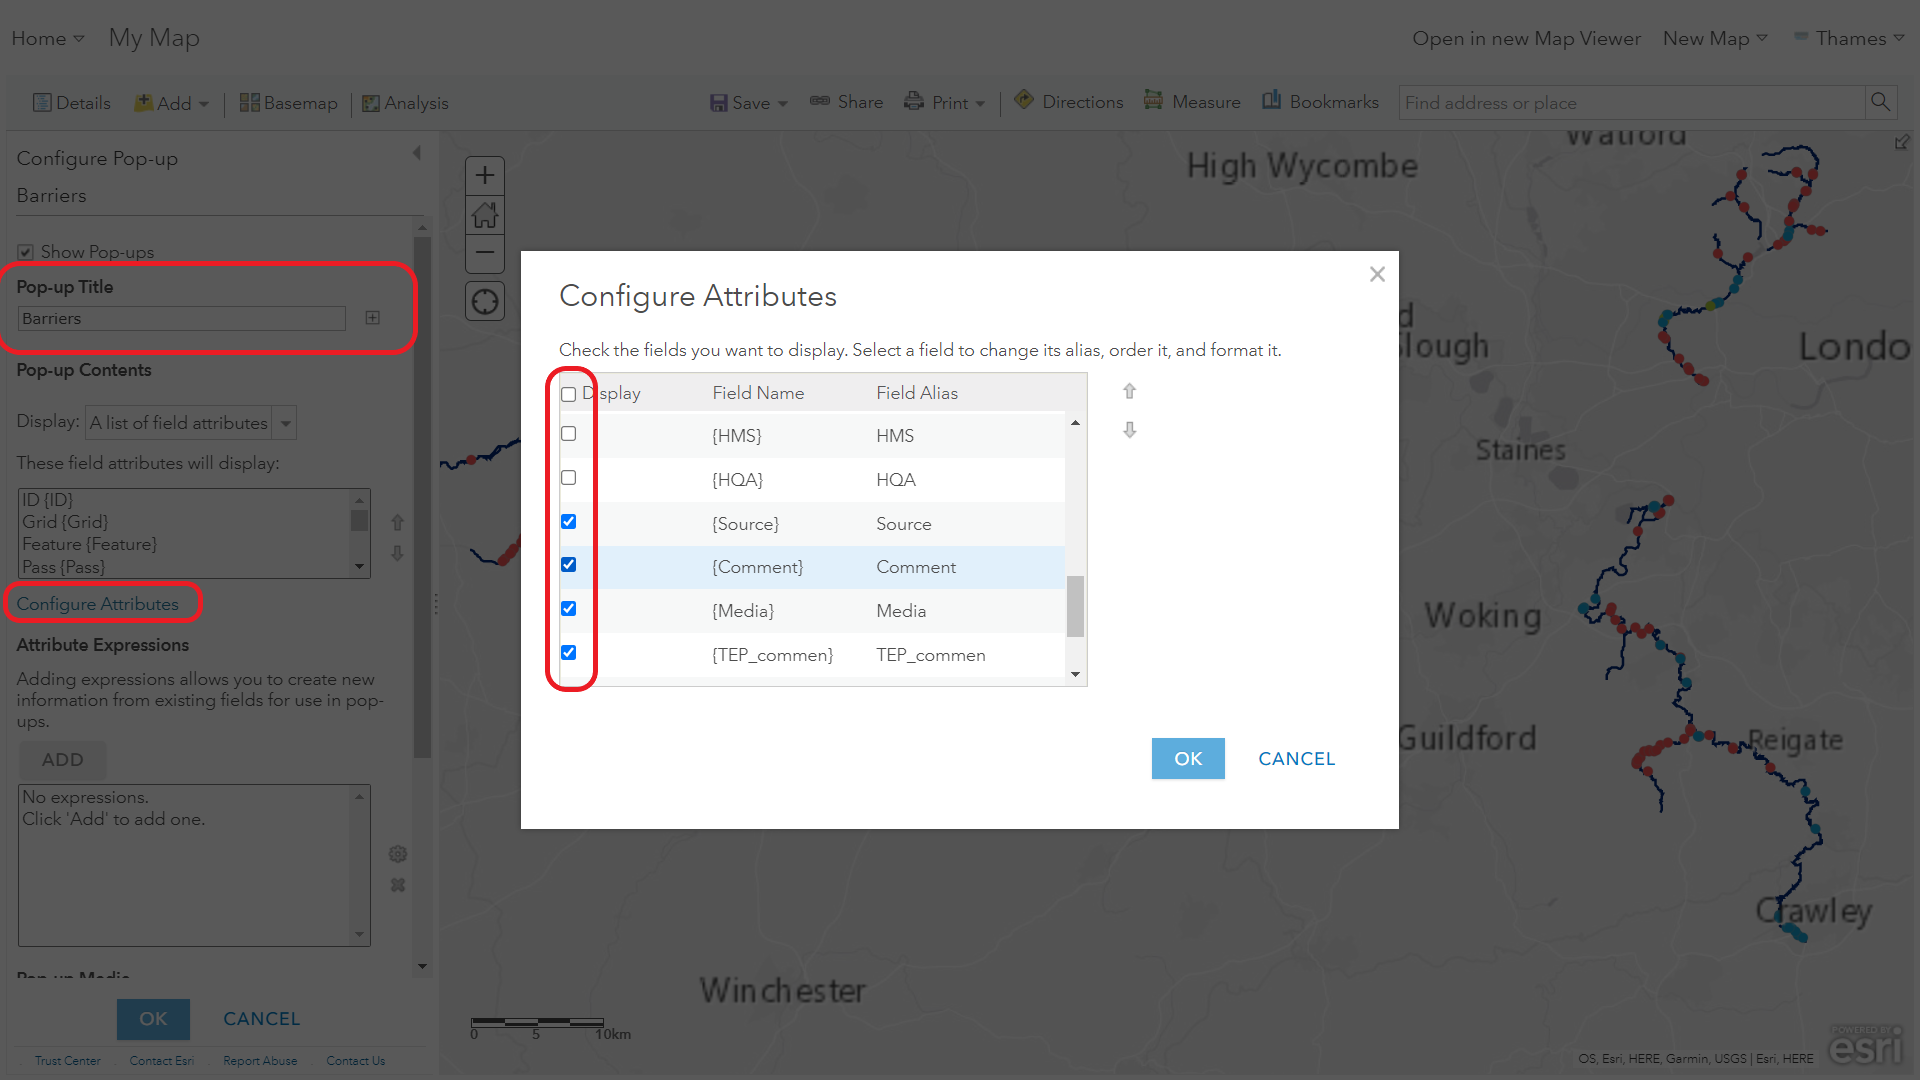 Home My Map Open in new Map Viewer New Map Thames
Details Add Basemap Analysis Save Share Print Directions Measure Bookmarks Find address or place
Configure Pop-up
Barriers
Show Pop-ups
Pop-up Title
Barriers
Pop-up Contents
Display: A list of field attributes
These field attributes will display:
ID {ID}
Grid {Grid}
Feature {Feature}
Pass {Pass}
Configure Attributes
Attribute Expressions
Adding expressions allows you to create new
information from existing fields for use in pop-
ups.
ADD
No expressions.
Click 'Add' to add one.
Pop-up Media
OK CANCEL
Trust Center Contact Esri Report Abuse Contact Us
Configure Attributes
Check the fields you want to display. Select a field to change its alias, order it, and format it.
Display Field Name Field Alias
{HMS} HMS
{HQA} HQA
{Source} Source
{Comment} Comment
{Media} Media
{TEP_commen} TEP_commen
OK CANCEL
Watford
High Wycombe
d
Slough
Londo
Staines
Woking
Guildford
Reigate
Crawley
Winchester
0 5 10km
POWERED BY
esri
OS, Esri, HERE, Garmin, USGS | Esri, HERE